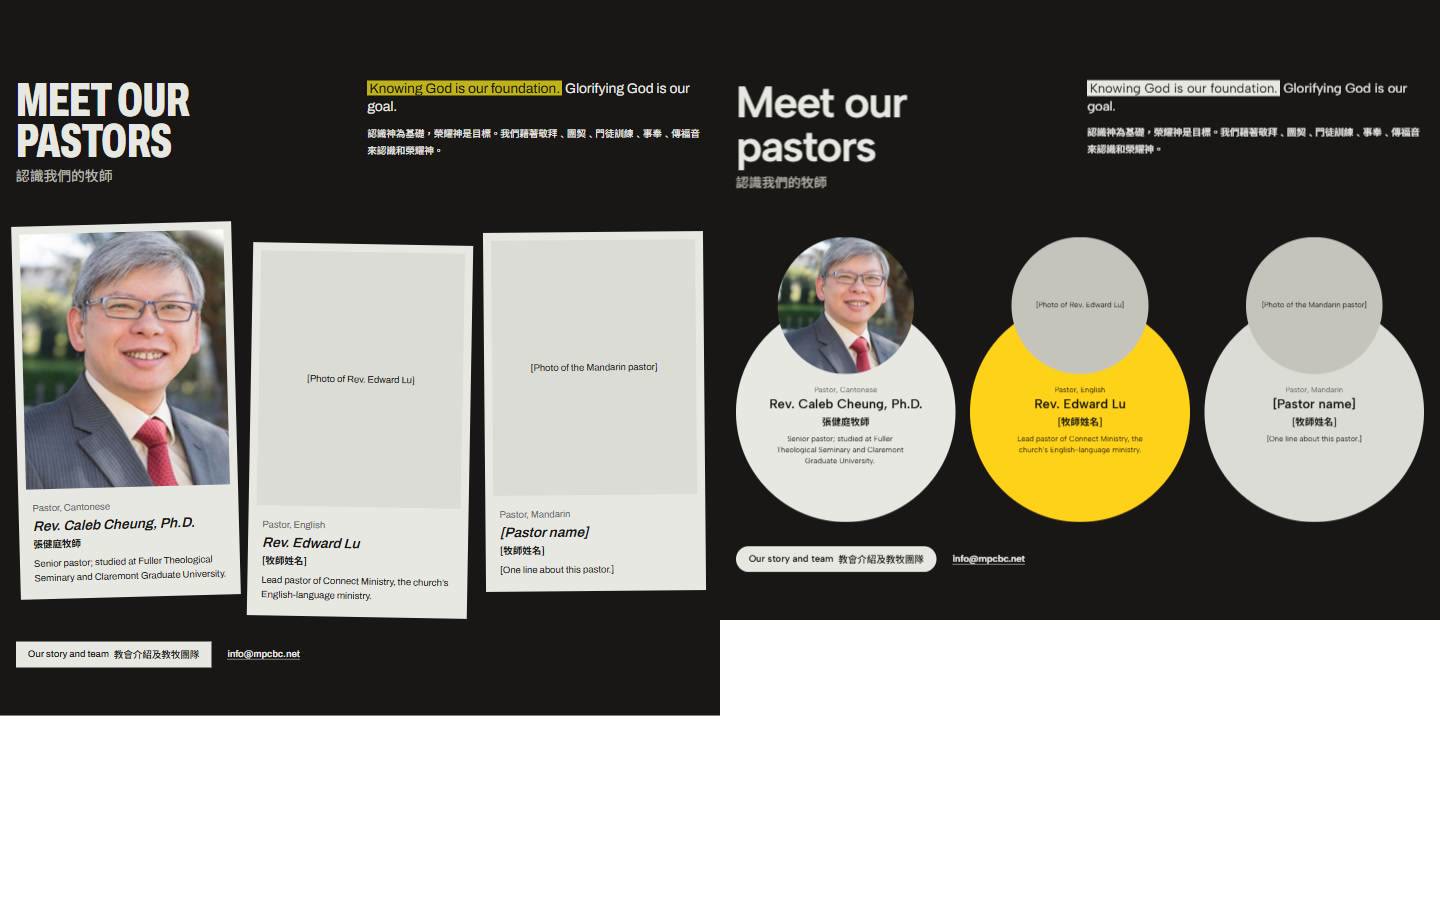 MEET OUR
PASTORS
認識我們的牧師
Knowing God is our foundation. Glorifying God is our
goal.
認識神為基礎，榮耀神是目標。我們藉著敬拜、團契、門徒訓練、事奉、傳福音
來認識和榮耀神。
Pastor, Cantonese
Rev. Caleb Cheung, Ph.D.
張健庭牧師
Senior pastor; studied at Fuller Theological
Seminary and Claremont Graduate University.
[Photo of Rev. Edward Lu]
Pastor, English
Rev. Edward Lu
[牧師姓名]
Lead pastor of Connect Ministry, the church's
English-language ministry.
[Photo of the Mandarin pastor]
Pastor, Mandarin
[Pastor name]
[牧師姓名]
[One line about this pastor.]
Our story and team 教會介紹及教牧團隊
info@mpcbc.net
Meet our
pastors
認識我們的牧師
Knowing God is our foundation. Glorifying God is our
goal.
認識神為基礎，榮耀神是目標。我們藉著敬拜、團契、門徒訓練、事奉、傳福音
來認識和榮耀神。
Pastor, Cantonese
Rev. Caleb Cheung, Ph.D.
張健庭牧師
Senior pastor; studied at Fuller
Theological Seminary and Claremont
Graduate University.
[Photo of Rev. Edward Lu]
Pastor, English
Rev. Edward Lu
[牧師姓名]
Lead pastor of Connect Ministry, the
church's English-language ministry.
[Photo of the Mandarin pastor]
Pastor, Mandarin
[Pastor name]
[牧師姓名]
[One line about this pastor.]
Our story and team 教會介紹及教牧團隊
info@mpcbc.net